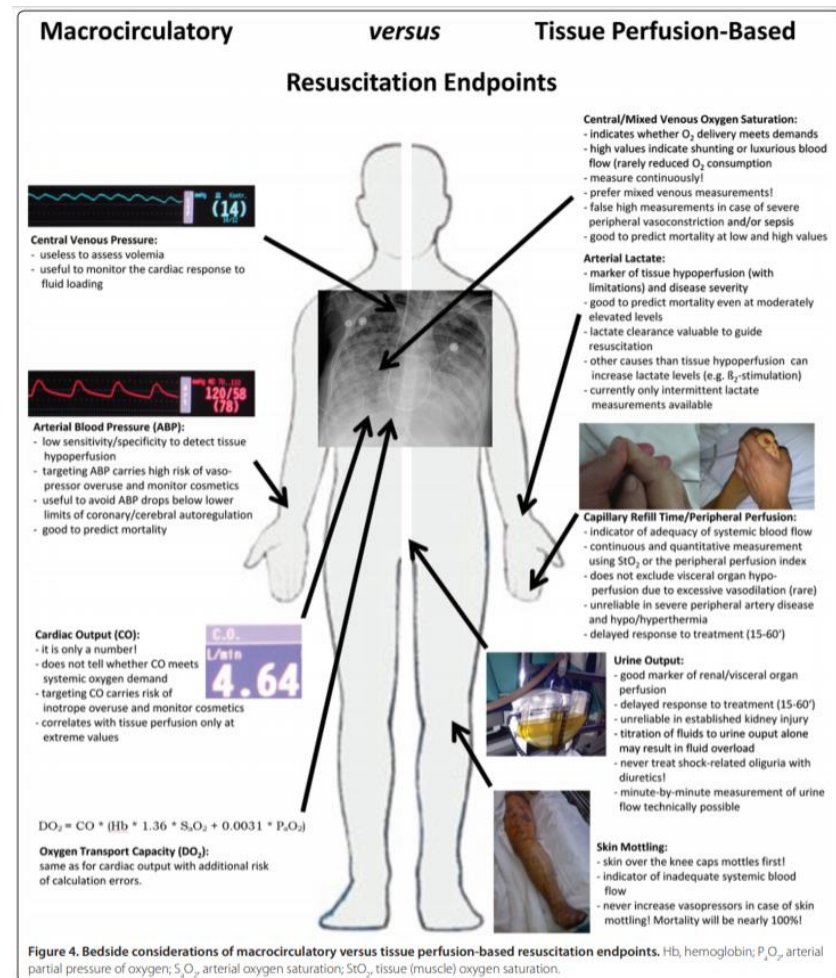 Macrocirculatory versus Tissue Perfusion-Based
Resuscitation Endpoints
(14)
Central Venous Pressure:
- useless to assess volemia
- useful to monitor the cardiac response to
fluid loading
120/58
(78)
Arterial Blood Pressure (ABP):
- low sensitivity/specificity to detect tissue
hypoperfusion
- targeting ABP carries high risk of vaso-
pressor overuse and monitor cosmetics
- useful to avoid ABP drops below lower
limits of coronary/cerebral autoregulation
- good to predict mortality
Cardiac Output (CO):
- it is only a number!
- does not tell whether CO meets
systemic oxygen demand
- targeting CO carries risk of
inotrope overuse and monitor cosmetics
- correlates with tissue perfusion only at
extreme values
C.O.
L/min
4.64
DO₂ = CO * (Hb * 1.36 * SₐO₂ + 0.0031 * PₐO₂)
Oxygen Transport Capacity (DO₂):
same as for cardiac output with additional risk
of calculation errors.
Central/Mixed Venous Oxygen Saturation:
- indicates whether O₂ delivery meets demands
- high values indicate shunting or luxurious blood
flow (rarely reduced O₂ consumption
- measure continuously!
- prefer mixed venous measurements!
- false high measurements in case of severe
peripheral vasoconstriction and/or sepsis
- good to predict mortality at low and high values
Arterial Lactate:
- marker of tissue hypoperfusion (with
limitations) and disease severity
- good to predict mortality even at moderately
elevated levels
- lactate clearance valuable to guide
resuscitation
- other causes than tissue hypoperfusion can
increase lactate levels (e.g. ß₂-stimulation)
- currently only intermittent lactate
measurements available
Capillary Refill Time/Peripheral Perfusion:
- indicator of adequacy of systemic blood flow
- continuous and quantitative measurement
using StO₂ or the peripheral perfusion index
- does not exclude visceral organ hypo-
perfusion due to excessive vasodilation (rare)
- unreliable in severe peripheral artery disease
and hypo/hyperthermia
- delayed response to treatment (15-60')
Urine Output:
- good marker of renal/visceral organ
perfusion
- delayed response to treatment (15-60')
- unreliable in established kidney injury
- titration of fluids to urine ouput alone
may result in fluid overload
- never treat shock-related oliguria with
diuretics!
- minute-by-minute measurement of urine
flow technically possible
Skin Mottling:
- skin over the knee caps mottles first!
- indicator of inadequate systemic blood
flow
- never increase vasopressors in case of skin
mottling! Mortality will be nearly 100%!
Figure 4. Bedside considerations of macrocirculatory versus tissue perfusion-based resuscitation endpoints. Hb, hemoglobin; PₐO₂, arterial
partial pressure of oxygen; SₐO₂, arterial oxygen saturation; StO₂, tissue (muscle) oxygen saturation.